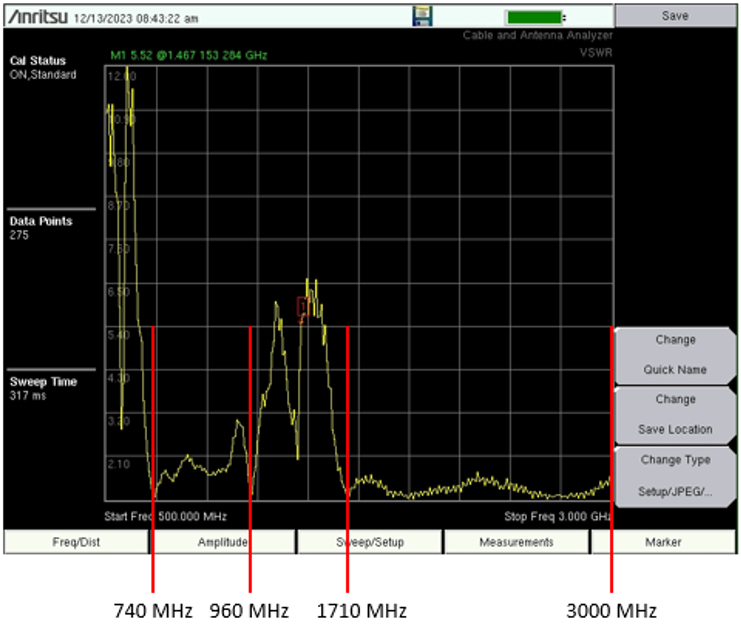 Anritsu 12/13/2023 08:43:22 am
Save
Cable and Antenna Analyzer
VSWR
M1 5.52 @1.467 153 284 GHz
Cal Status
ON,Standard
Data Points
275
Sweep Time
317 ms
12.00
10.9
.80
8.70
7.60
6.50
5.40
4.30
3.20
2.10
1
Start Freq 500.000 MHz
Stop Freq 3.000 GHz
Change
Quick Name
Change
Save Location
Change Type
Setup/JPEG/...
Freq/Dist
Amplitude
Sweep/Setup
Measurements
Marker
740 MHz
960 MHz
1710 MHz
3000 MHz